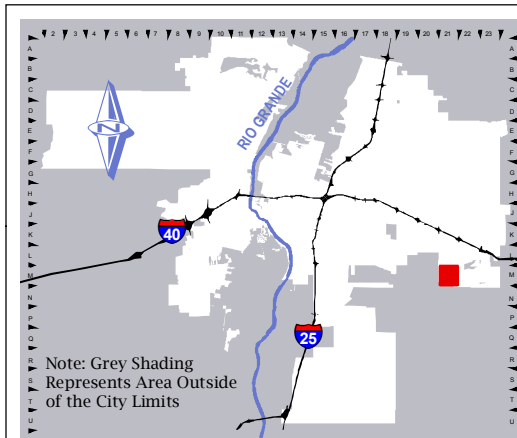 2 3 4 5 6 7 8 9 10 11 12 13 14 15 16 17 18 19 20 21 22 23
A
B
C
D
E
F
G
H
J
K
L
M
N
P
Q
R
S
T
U
N
RIO GRANDE
40
25
Note: Grey Shading
Represents Area Outside
of the City Limits
A
B
C
D
E
F
G
H
J
K
L
M
N
P
Q
R
S
T
U